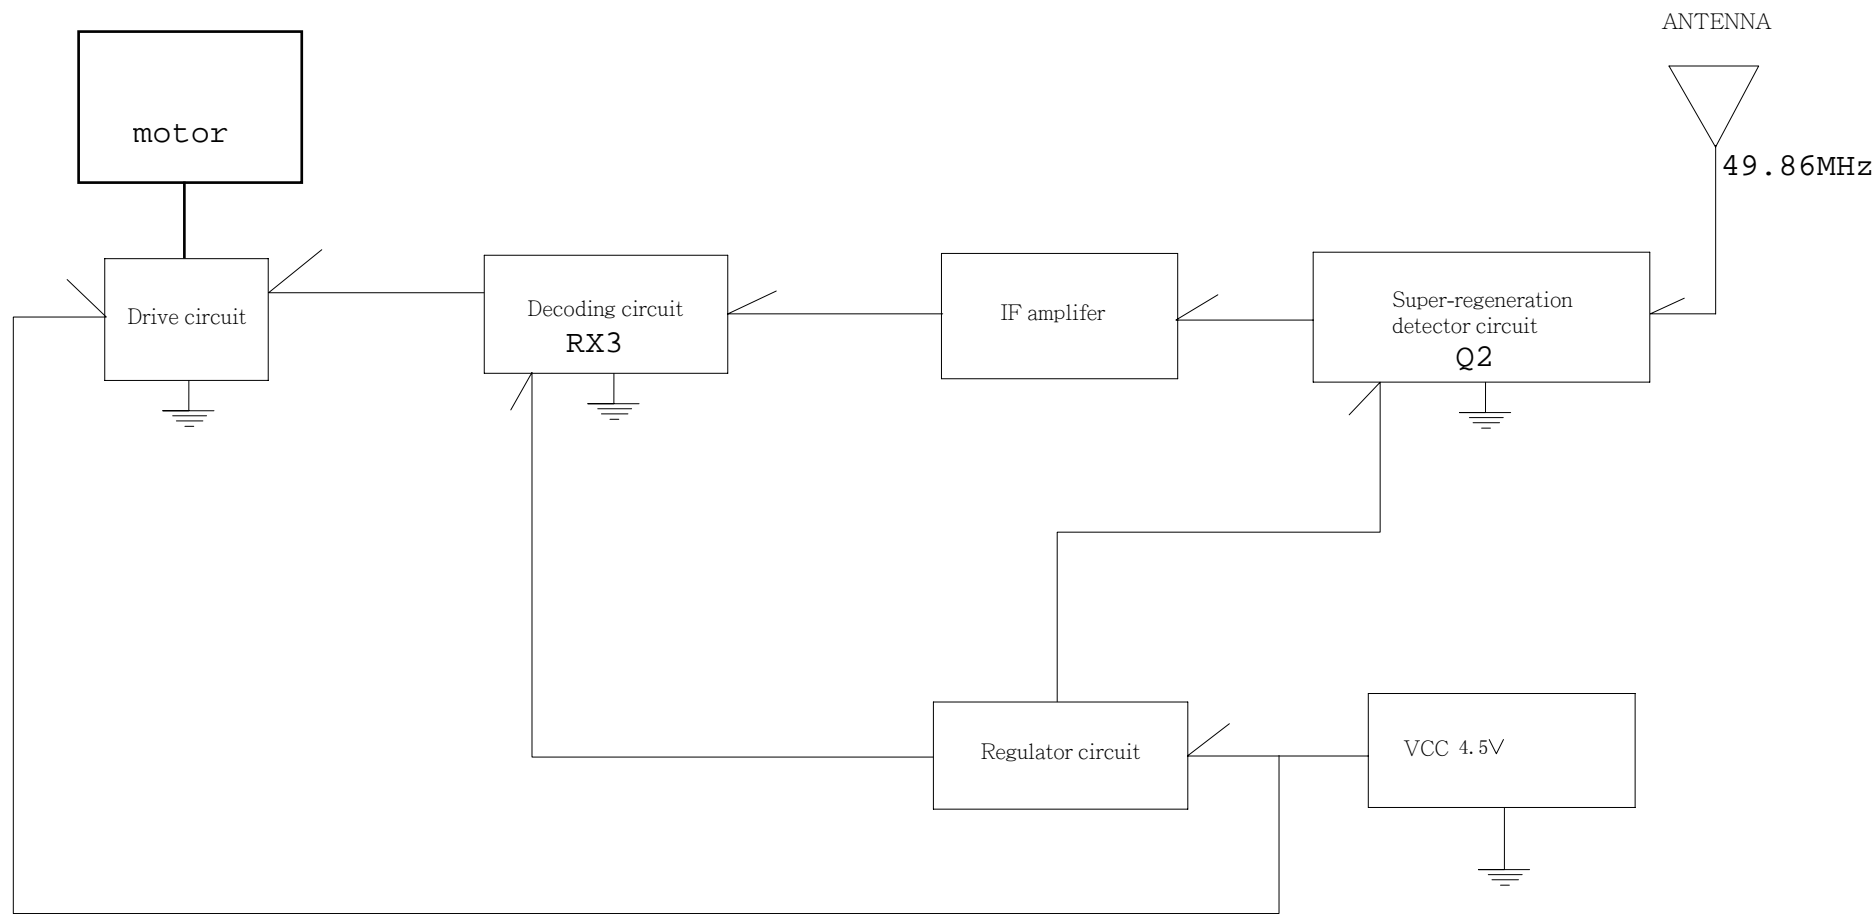 ANTENNA
motor
49.86MHz
Drive circuit
Decoding circuit
RX3
IF amplifer
Super-regeneration
detector circuit
Q2
Regulator circuit
VCC 4.5V